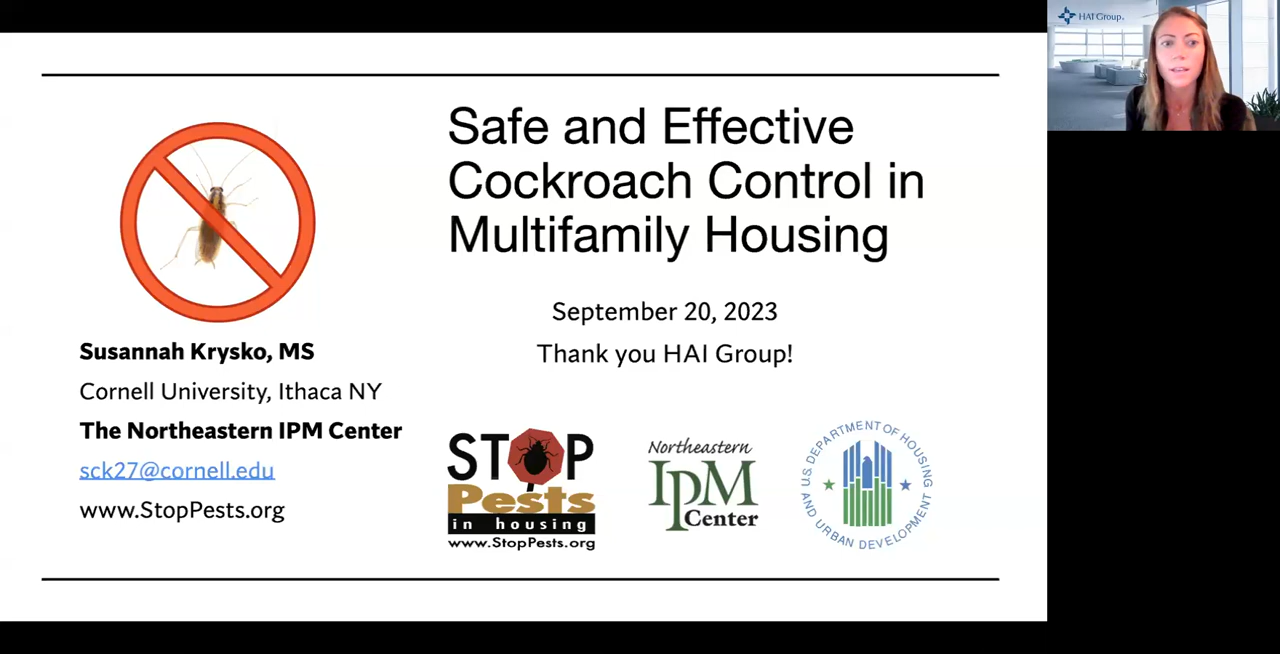 HAI Group.
Safe and Effective
Cockroach Control in
Multifamily Housing
September 20, 2023
Thank you HAI Group!
Susannah Krysko, MS
Cornell University, Ithaca NY
The Northeastern IPM Center
sck27@cornell.edu
www.StopPests.org
STOP
Pests
in housing
www.StopPests.org
Northeastern
IPM
Center
U.S. DEPARTMENT OF HOUSING
AND URBAN DEVELOPMENT